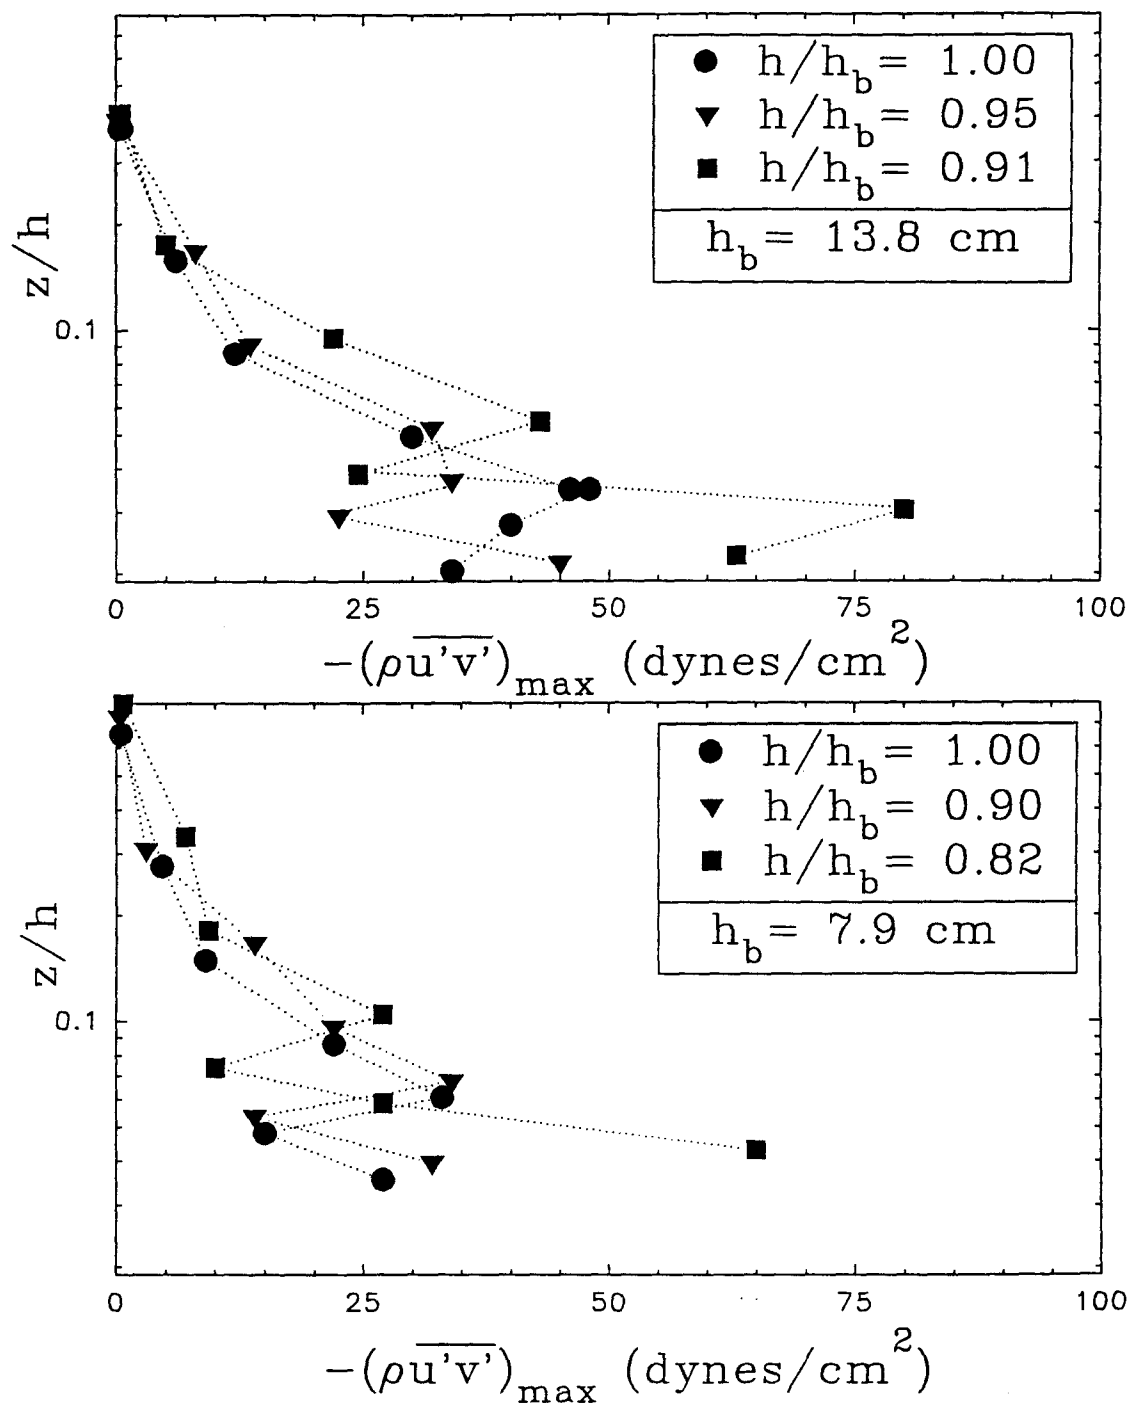 h/h_b= 1.00
h/h_b= 0.95
h/h_b= 0.91
h_b= 13.8 cm
z/h
0.1
0 25 50 75 100
-(ρu'v')_max (dynes/cm²)
h/h_b= 1.00
h/h_b= 0.90
h/h_b= 0.82
h_b= 7.9 cm
z/h
0.1
0 25 50 75 100
-(ρu'v')_max (dynes/cm²)